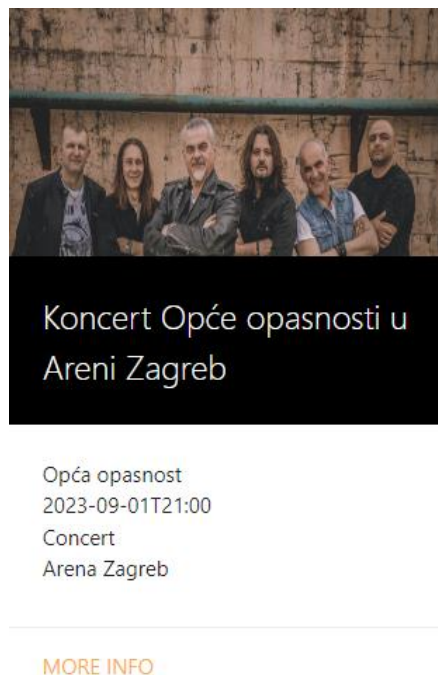 Koncert Opće opasnosti u
Areni Zagreb
Opća opasnost
2023-09-01T21:00
Concert
Arena Zagreb
MORE INFO